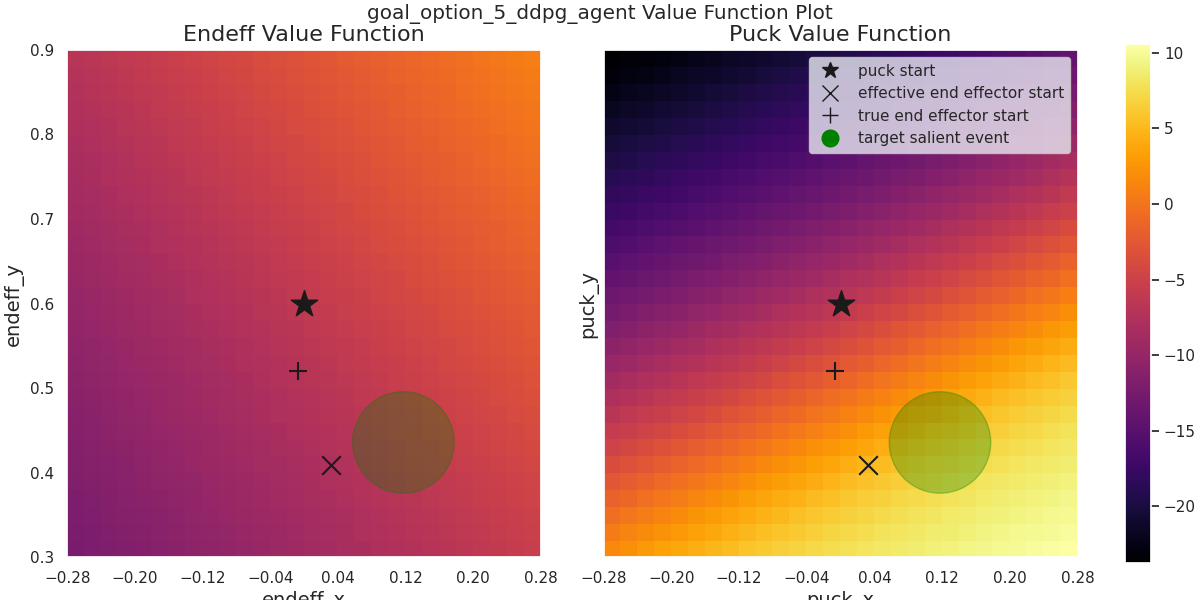 goal_option_5_ddpg_agent Value Function Plot
Endeff Value Function
Puck Value Function
0.9
0.8
0.7
0.6
0.5
0.4
0.3
endeff_y
−0.28 −0.20 −0.12 −0.04 0.04 0.12 0.20 0.28
endeff_x
puck start
effective end effector start
true end effector start
target salient event
puck_y
−0.28 −0.20 −0.12 −0.04 0.04 0.12 0.20 0.28
puck_x
10
5
0
−5
−10
−15
−20